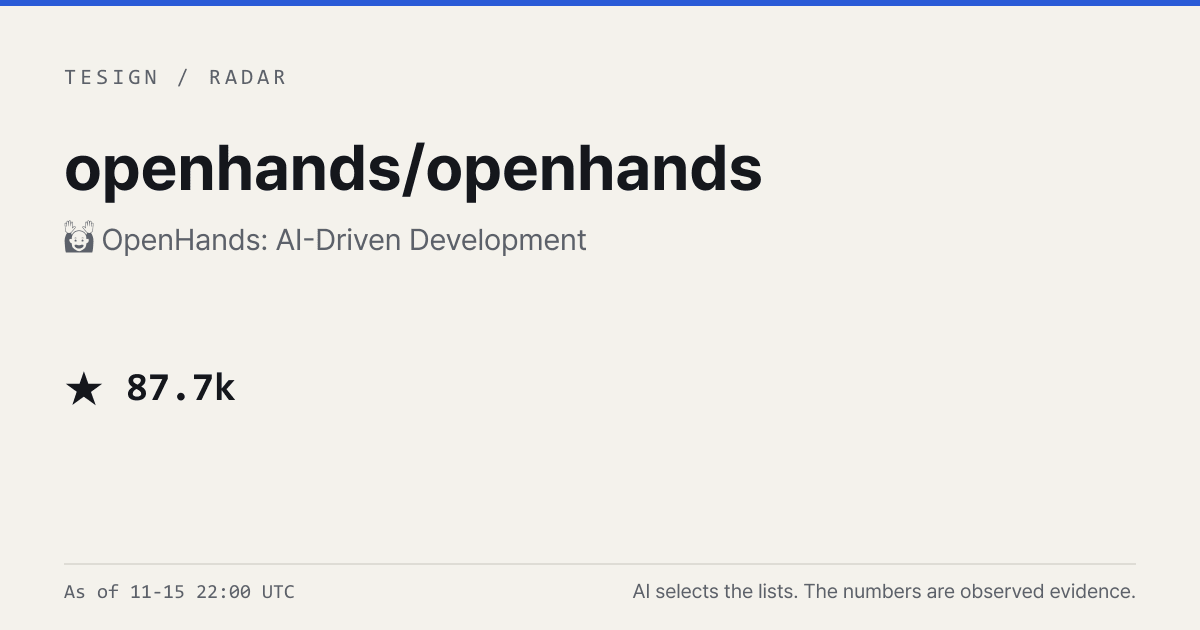 TESIGN / RADAR
openhands/openhands
🙌 OpenHands: AI-Driven Development
★ 87.7k
As of 11-15 22:00 UTC
AI selects the lists. The numbers are observed evidence.